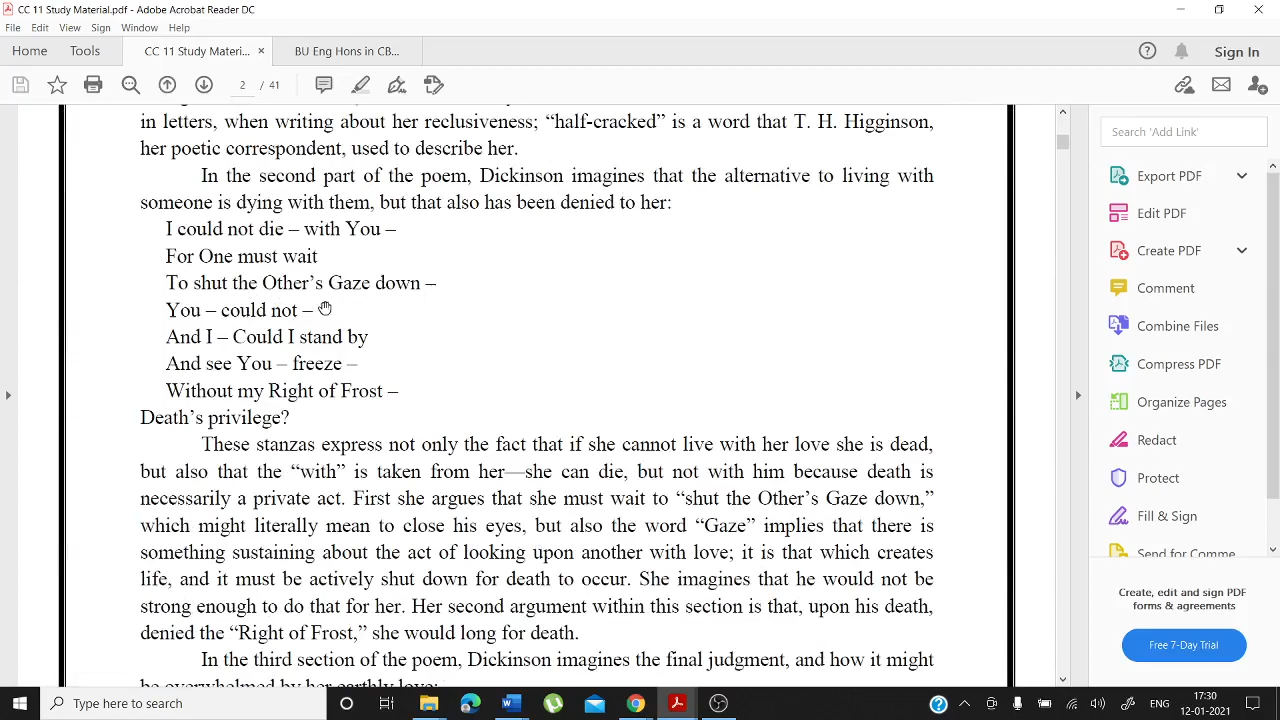 CC 11 Study Material.pdf - Adobe Acrobat Reader DC
File Edit View Sign Window Help
Home Tools CC 11 Study Materi... × BU Eng Hons in CB... Sign In
2 / 41
in letters, when writing about her reclusiveness; “half-cracked” is a word that T. H. Higginson,
her poetic correspondent, used to describe her.
In the second part of the poem, Dickinson imagines that the alternative to living with
someone is dying with them, but that also has been denied to her:
I could not die – with You –
For One must wait
To shut the Other’s Gaze down –
You – could not –
And I – Could I stand by
And see You – freeze –
Without my Right of Frost –
Death’s privilege?
These stanzas express not only the fact that if she cannot live with her love she is dead,
but also that the “with” is taken from her—she can die, but not with him because death is
necessarily a private act. First she argues that she must wait to “shut the Other’s Gaze down,”
which might literally mean to close his eyes, but also the word “Gaze” implies that there is
something sustaining about the act of looking upon another with love; it is that which creates
life, and it must be actively shut down for death to occur. She imagines that he would not be
strong enough to do that for her. Her second argument within this section is that, upon his death,
denied the “Right of Frost,” she would long for death.
In the third section of the poem, Dickinson imagines the final judgment, and how it might
be overwhelmed by her earthly love:
Search 'Add Link'
Export PDF
Edit PDF
Create PDF
Comment
Combine Files
Compress PDF
Organize Pages
Redact
Protect
Fill & Sign
Send for Comme
Create, edit and sign PDF
forms & agreements
Free 7-Day Trial
Type here to search
ENG
17:30
12-01-2021